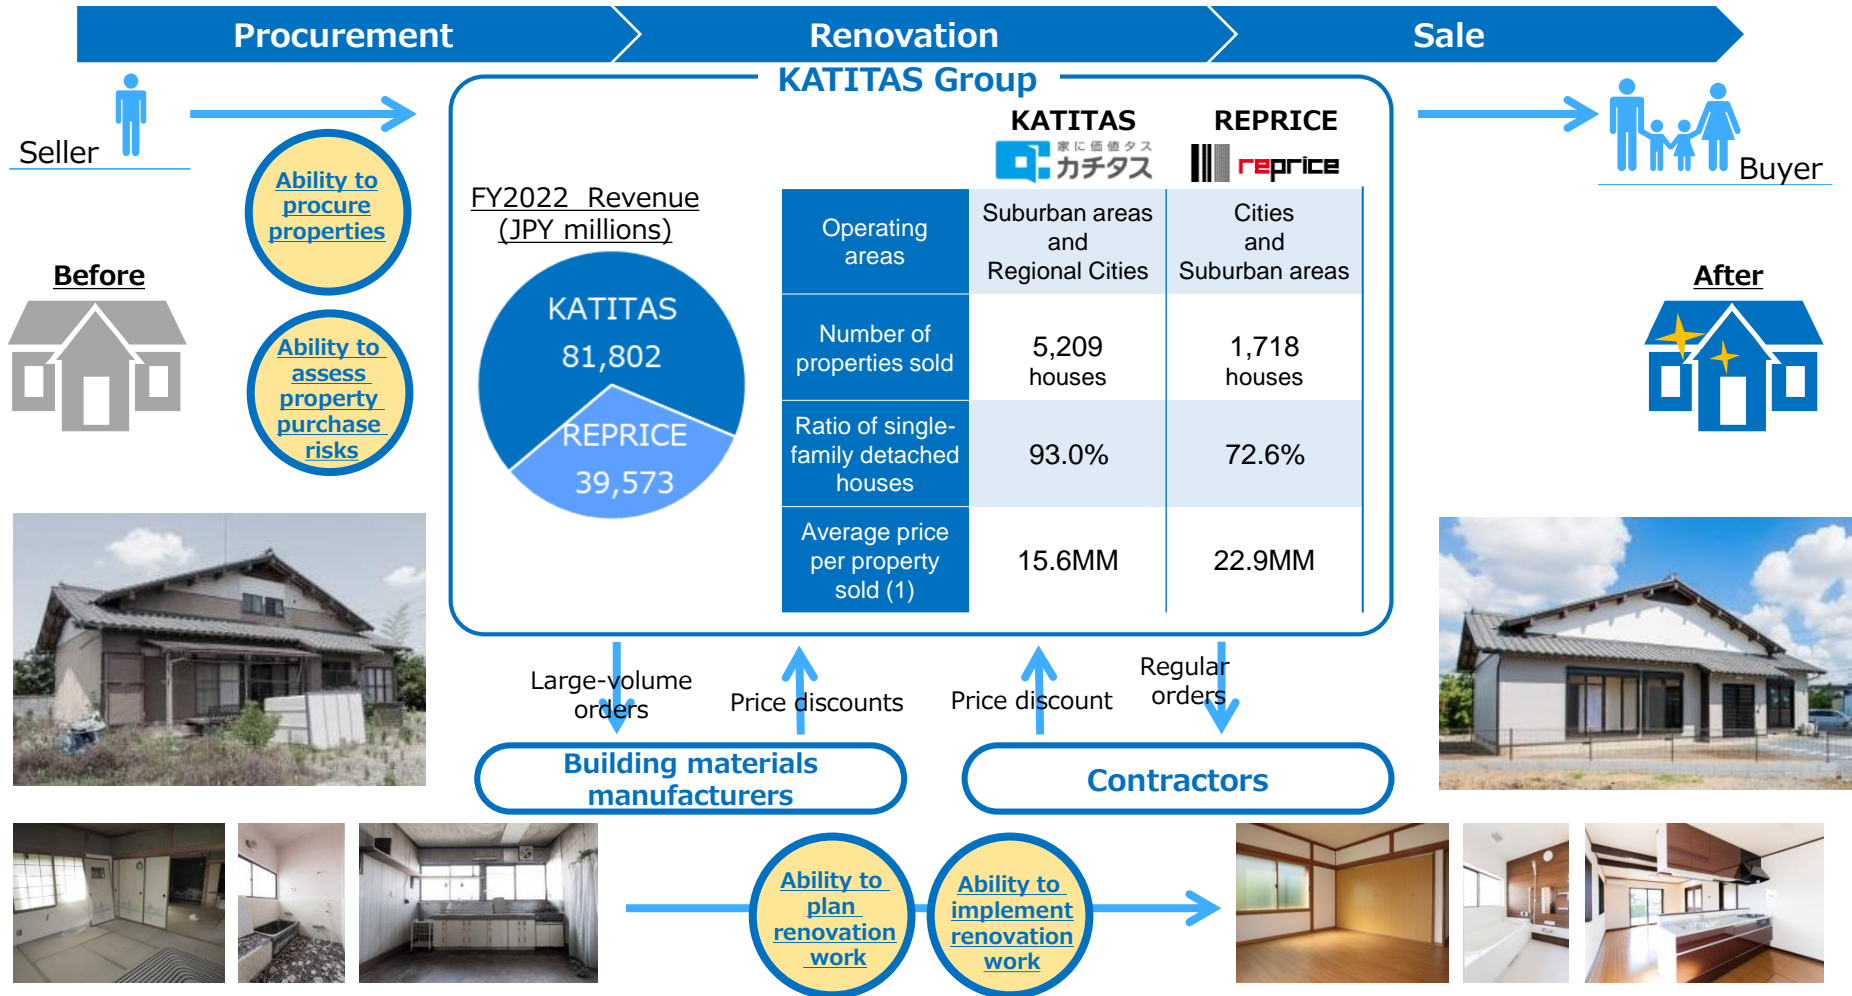 Procurement
Renovation
Sale
KATITAS Group
Seller
Ability to
procure
properties
Before
Ability to
assess
property
purchase
risks
FY2022 Revenue
(JPY millions)
KATITAS
81,802
REPRICE
39,573
KATITAS
REPRICE
家に価値タス
カチタス
reprice
Operating
areas
Suburban areas
and
Regional Cities
Cities
and
Suburban areas
Number of
properties sold
5,209
houses
1,718
houses
Ratio of single-
family detached
houses
93.0%
72.6%
Average price
per property
sold (1)
15.6MM
22.9MM
Buyer
After
Large-volume
orders
Price discounts
Price discount
Regular
orders
Building materials
manufacturers
Contractors
Ability to
plan
renovation
work
Ability to
implement
renovation
work